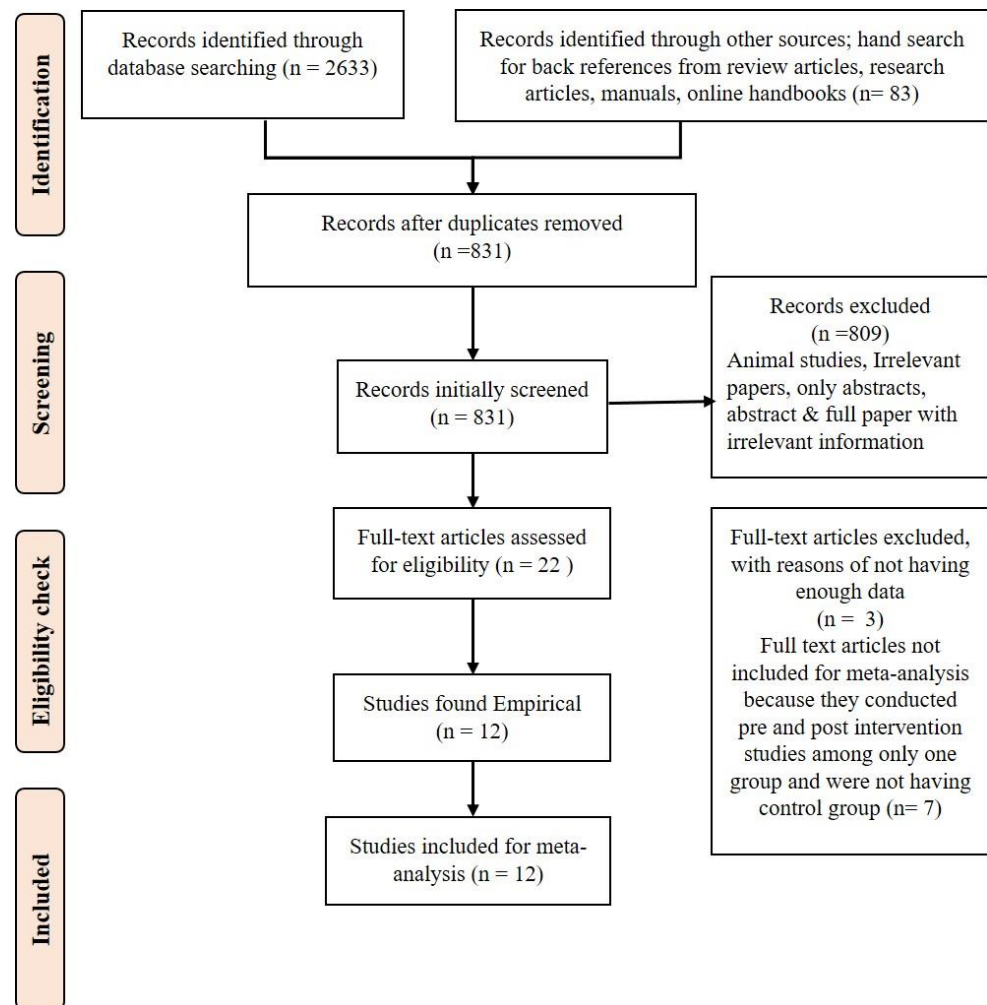 Identification
Records identified through
database searching (n = 2633)
Records identified through other sources; hand search
for back references from review articles, research
articles, manuals, online handbooks (n= 83)
Records after duplicates removed
(n =831)
Screening
Records initially screened
(n = 831)
Records excluded
(n =809)
Animal studies, Irrelevant
papers, only abstracts,
abstract & full paper with
irrelevant information
Eligibility check
Full-text articles assessed
for eligibility (n = 22 )
Full-text articles excluded,
with reasons of not having
enough data
(n = 3)
Full text articles not
included for meta-analysis
because they conducted
pre and post intervention
studies among only one
group and were not having
control group (n= 7)
Studies found Empirical
(n = 12)
Included
Studies included for meta-
analysis (n = 12)